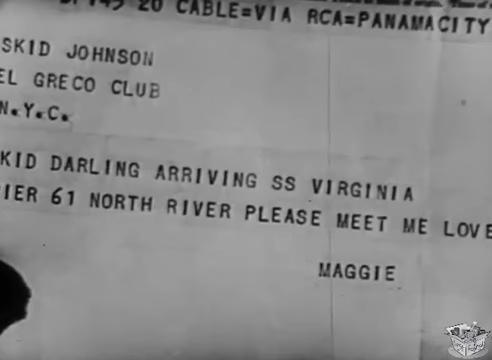 20 CABLE=VIA RCA=PANAMACITY
SKID JOHNSON
EL GRECO CLUB
N.Y.C.
KID DARLING ARRIVING SS VIRGINIA
IER 61 NORTH RIVER PLEASE MEET ME LOVE
MAGGIE